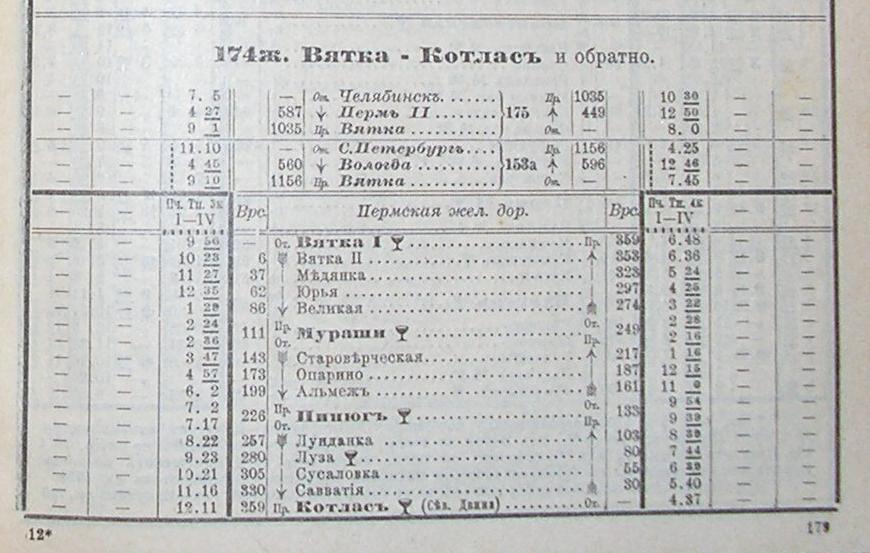 174ж. Вятка - Котласъ и обратно.
— — 7. 5 — От. Челябинскъ....... Пр. 1035 10 30 — —
— — 4 27 587 Пермь II........ }175 449 12 50 — —
— — 9 1 1035 Пр. Вятка.......... От. — 8. 0 — —
— — 11.10 — От. С.Петербургъ.... Пр. 1156 4.25 — —
— — 4 45 560 Вологда........ }153а 596 12 46 — —
— — 9 10 1156 Пр. Вятка.......... От. — 7.45 — —
— — Пч. Тп. 3к I—IV Врс. Пермская жел. дор. Врс. Пч. Тп. 4к I—IV — —
— — 9 56 — От. Вятка I Пр. 359 6.48 — —
— — 10 23 6 Вятка II 353 6.36 — —
— — 11 27 37 Мѣдянка 323 5 24 — —
— — 12 35 62 Юрья 297 4 25 — —
— — 1 29 86 Великая 274 3 22 — —
— — 2 24 Пр. От. 2 28 — —
111 Мураши 249
— — 2 36 От. Пр. 2 16 — —
— — 3 47 143 Старовѣрческая 217 1 16 — —
— — 4 57 173 Опарино 187 12 15 — —
— — 6. 2 199 Альмежъ 161 11 0 — —
— — 7. 2 Пр. От. 9 54 — —
226 Пинюгъ 133
— — 7.17 От. Пр. 9 39 — —
— — 8.22 257 Лунданка 103 8 39 — —
— — 9.23 280 Луза 80 7 44 — —
— — 10.21 305 Сусаловка 55 6 39 — —
— — 11.16 330 Савватія 30 5.40 — —
— — 12.11 359 Пр. Котласъ (Сѣв. Двина) От. — 4.37 — —
12* 179